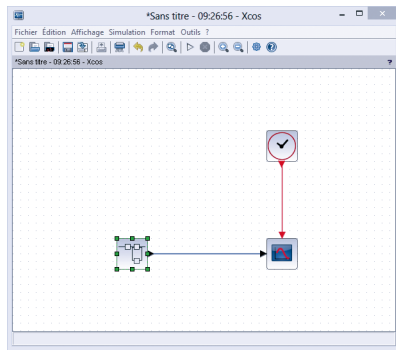 *Sans titre - 09:26:56 - Xcos
Fichier Édition Affichage Simulation Format Outils ?
*Sans titre - 09:26:56 - Xcos ?